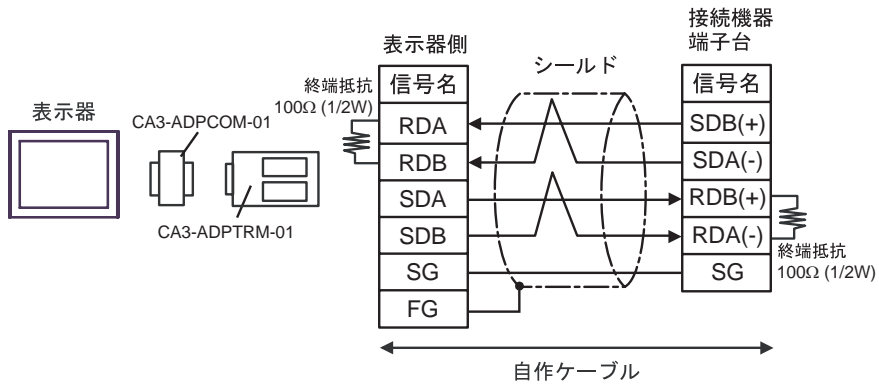 表示器
CA3-ADPCOM-01
CA3-ADPTRM-01
終端抵抗
100Ω (1/2W)
表示器側
信号名
RDA
RDB
SDA
SDB
SG
FG
シールド
接続機器
端子台
信号名
SDB(+)
SDA(-)
RDB(+)
RDA(-)
SG
終端抵抗
100Ω (1/2W)
自作ケーブル